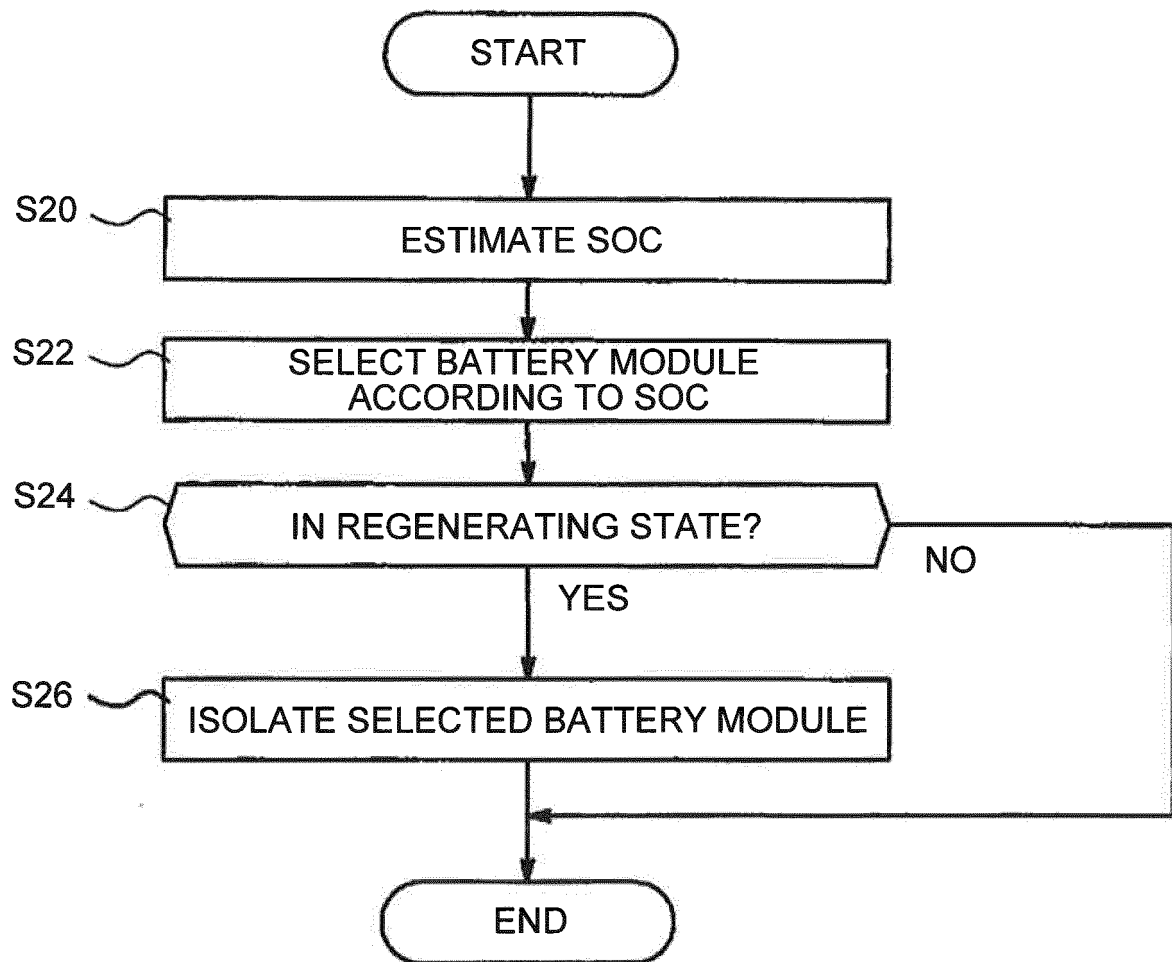 START
S20
ESTIMATE SOC
S22
SELECT BATTERY MODULE
ACCORDING TO SOC
S24
IN REGENERATING STATE?
NO
YES
S26
ISOLATE SELECTED BATTERY MODULE
END